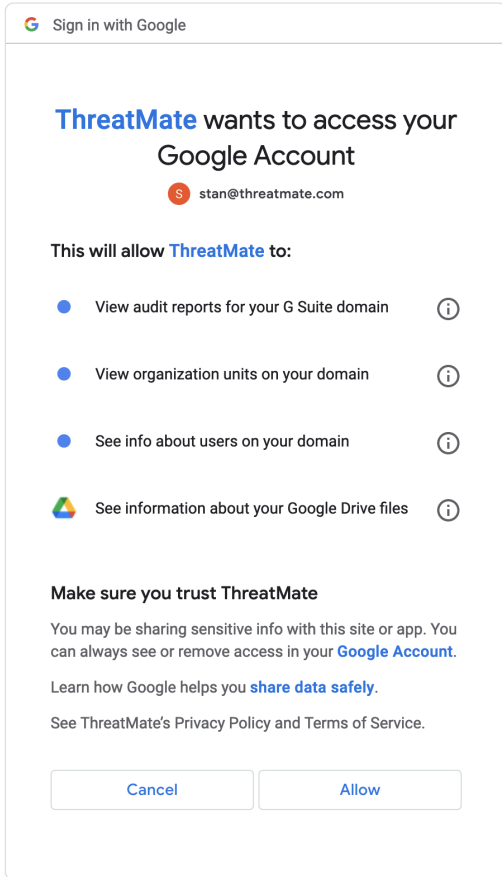 Sign in with Google
ThreatMate wants to access your
Google Account
S stan@threatmate.com
This will allow ThreatMate to:
View audit reports for your G Suite domain
View organization units on your domain
See info about users on your domain
See information about your Google Drive files
Make sure you trust ThreatMate
You may be sharing sensitive info with this site or app. You
can always see or remove access in your Google Account.
Learn how Google helps you share data safely.
See ThreatMate’s Privacy Policy and Terms of Service.
Cancel Allow